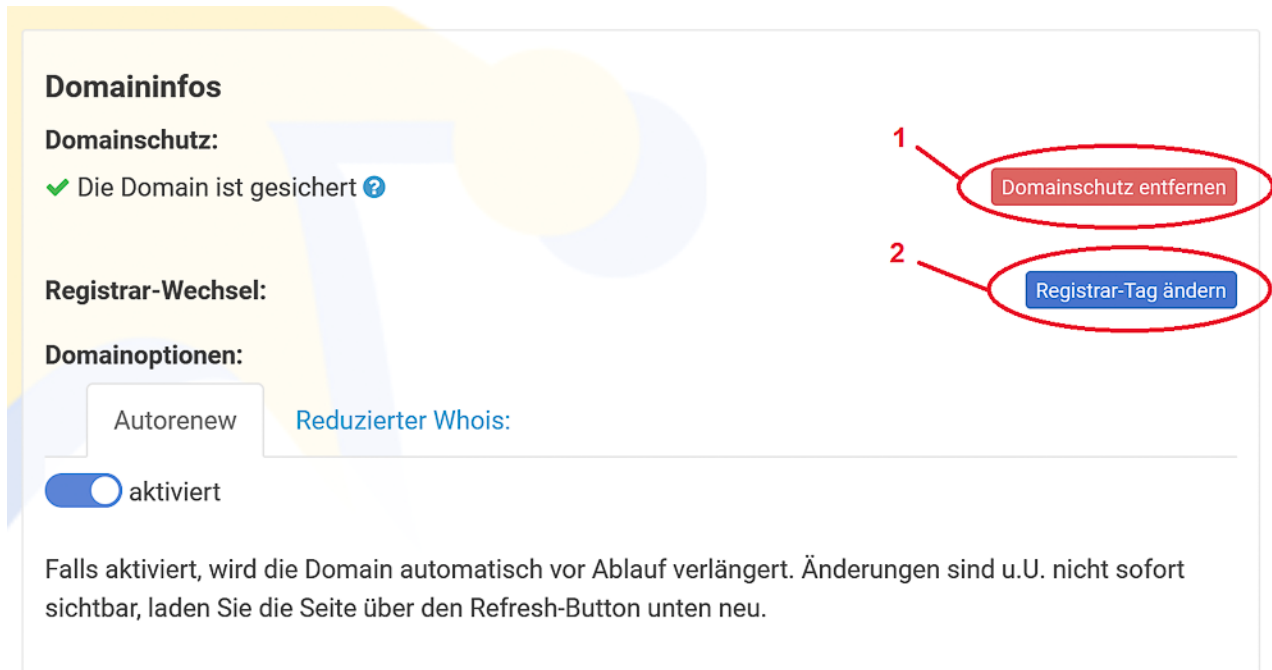 Domaininfos
Domainschutz:
1
Die Domain ist gesichert ?
Domainschutz entfernen
2
Registrar-Wechsel:
Registrar-Tag ändern
Domainoptionen:
Autorenew
Reduzierter Whois:
aktiviert
Falls aktiviert, wird die Domain automatisch vor Ablauf verlängert. Änderungen sind u.U. nicht sofort
sichtbar, laden Sie die Seite über den Refresh-Button unten neu.